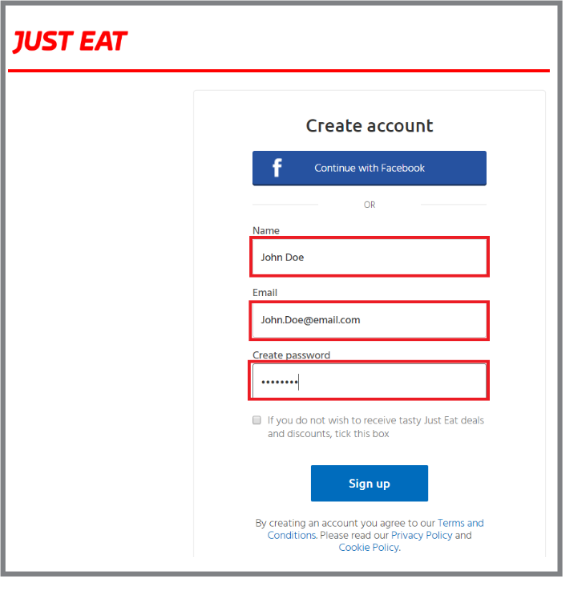 JUST EAT
Create account
f
Continue with Facebook
OR
Name
John Doe
Email
John.Doe@email.com
Create password
••••••••
If you do not wish to receive tasty Just Eat deals
and discounts, tick this box
Sign up
By creating an account you agree to our Terms and
Conditions. Please read our Privacy Policy and
Cookie Policy.